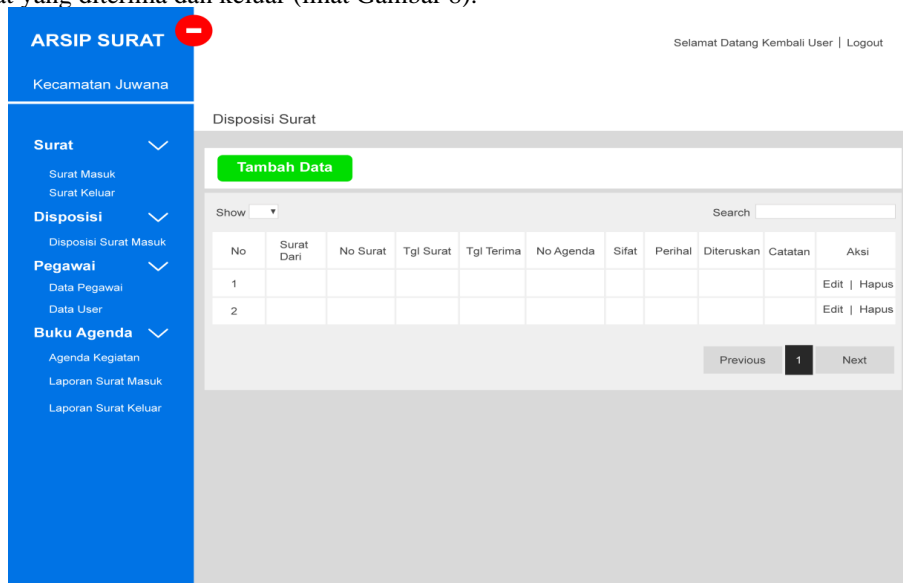 yang diterima dan keluar (lihat Gambar 8).
ARSIP SURAT
Selamat Datang Kembali User | Logout
Kecamatan Juwana
Disposisi Surat
Surat
Surat Masuk
Surat Keluar
Disposisi
Disposisi Surat Masuk
Pegawai
Data Pegawai
Data User
Buku Agenda
Agenda Kegiatan
Laporan Surat Masuk
Laporan Surat Keluar
Tambah Data
Show
Search
No Surat Dari No Surat Tgl Surat Tgl Terima No Agenda Sifat Perihal Diteruskan Catatan Aksi
1 Edit | Hapus
2 Edit | Hapus
Previous 1 Next